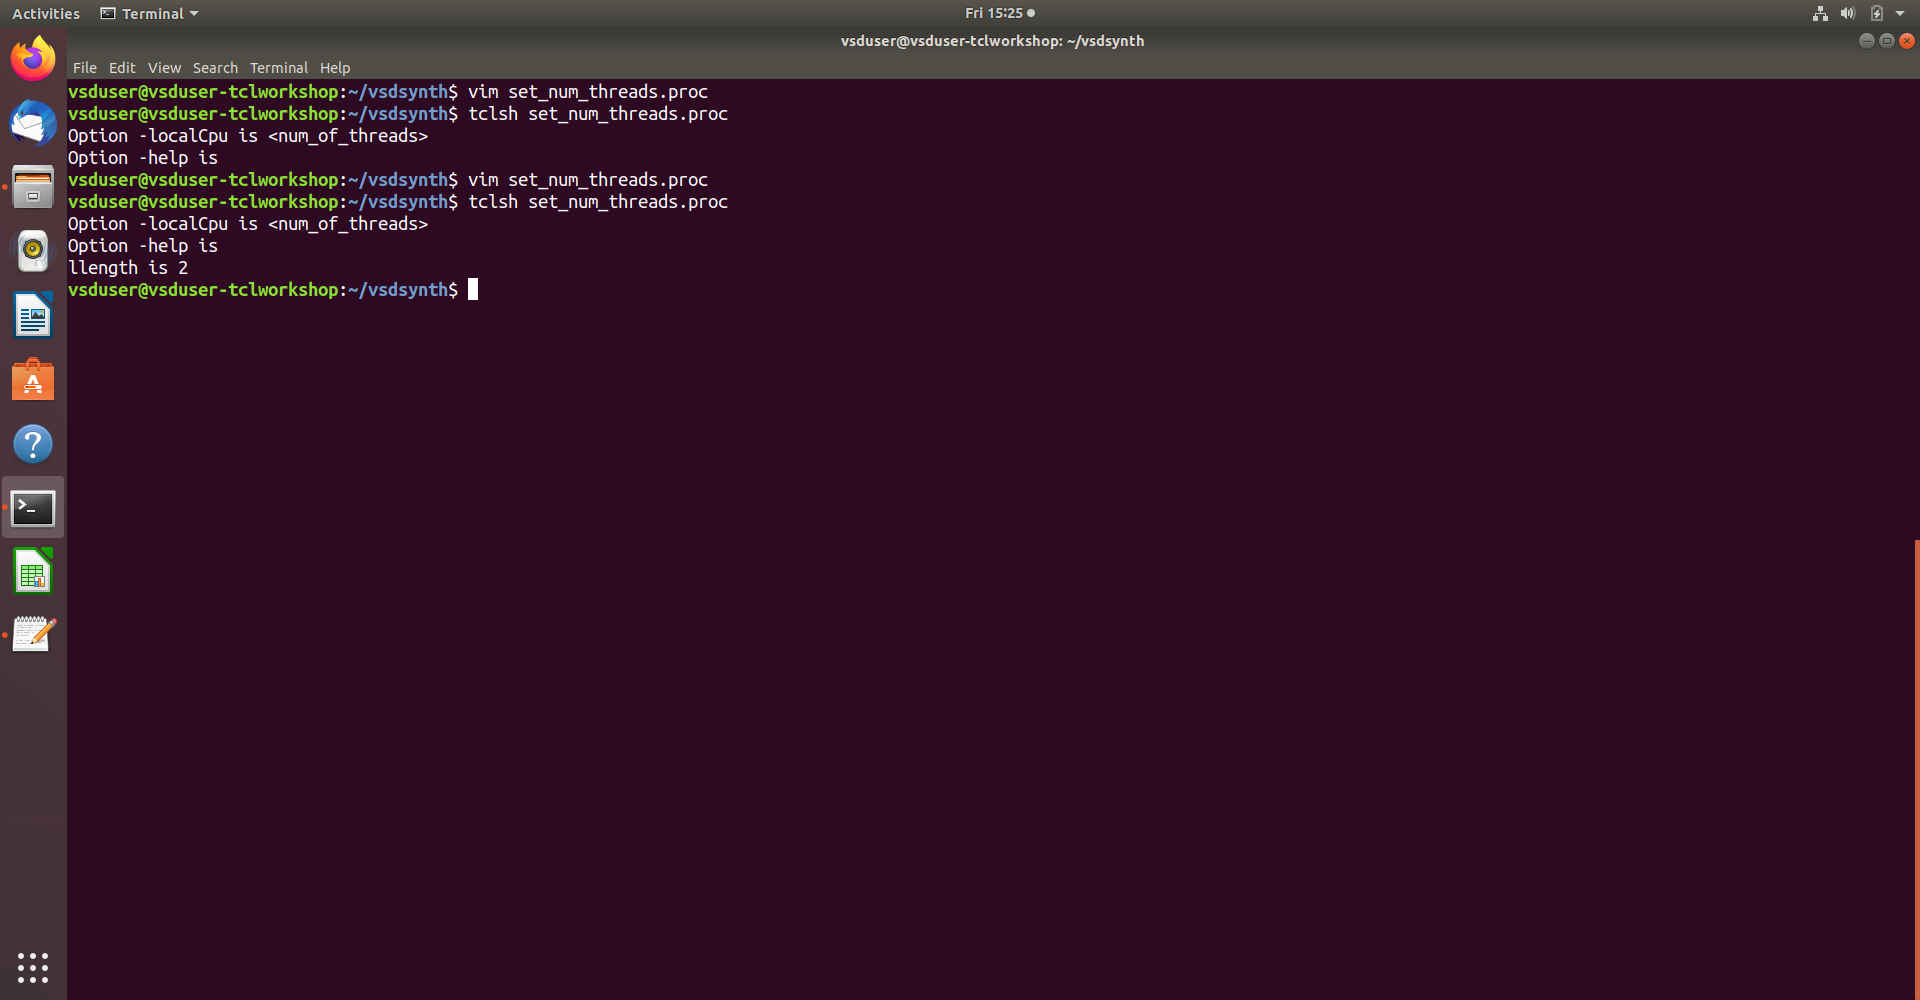 Activities Terminal Fri 15:25
vsduser@vsduser-tclworkshop: ~/vsdsynth
File Edit View Search Terminal Help
vsduser@vsduser-tclworkshop:~/vsdsynth$ vim set_num_threads.proc
vsduser@vsduser-tclworkshop:~/vsdsynth$ tclsh set_num_threads.proc
Option -localCpu is <num_of_threads>
Option -help is
vsduser@vsduser-tclworkshop:~/vsdsynth$ vim set_num_threads.proc
vsduser@vsduser-tclworkshop:~/vsdsynth$ tclsh set_num_threads.proc
Option -localCpu is <num_of_threads>
Option -help is
llength is 2
vsduser@vsduser-tclworkshop:~/vsdsynth$